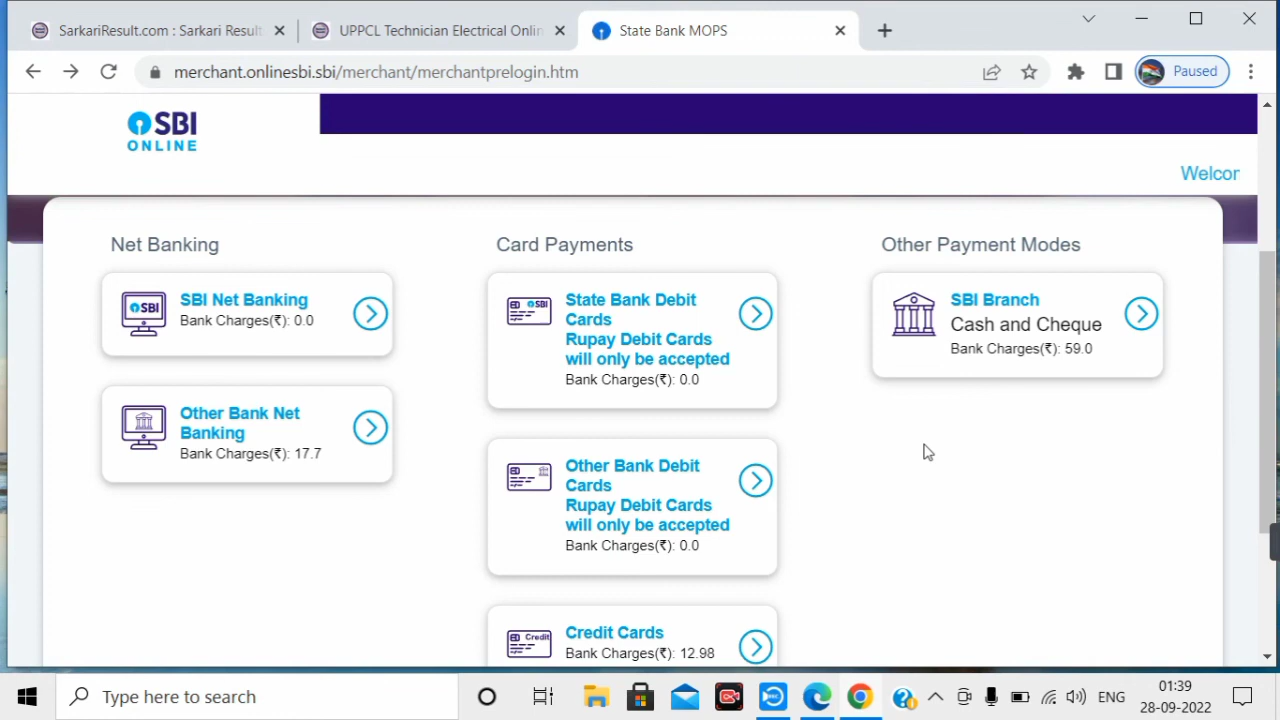 SarkariResult.com : Sarkari Result
UPPCL Technician Electrical Onlin
State Bank MOPS
merchant.onlinesbi.sbi/merchant/merchantprelogin.htm
Paused
SBI
ONLINE
Welcor
Net Banking
SBI
SBI Net Banking
Bank Charges(₹): 0.0
Other Bank Net
Banking
Bank Charges(₹): 17.7
Card Payments
SBI
State Bank Debit
Cards
Rupay Debit Cards
will only be accepted
Bank Charges(₹): 0.0
Other Bank Debit
Cards
Rupay Debit Cards
will only be accepted
Bank Charges(₹): 0.0
Credit
Credit Cards
Bank Charges(₹): 12.98
Other Payment Modes
SBI Branch
Cash and Cheque
Bank Charges(₹): 59.0
Type here to search
ENG
01:39
28-09-2022